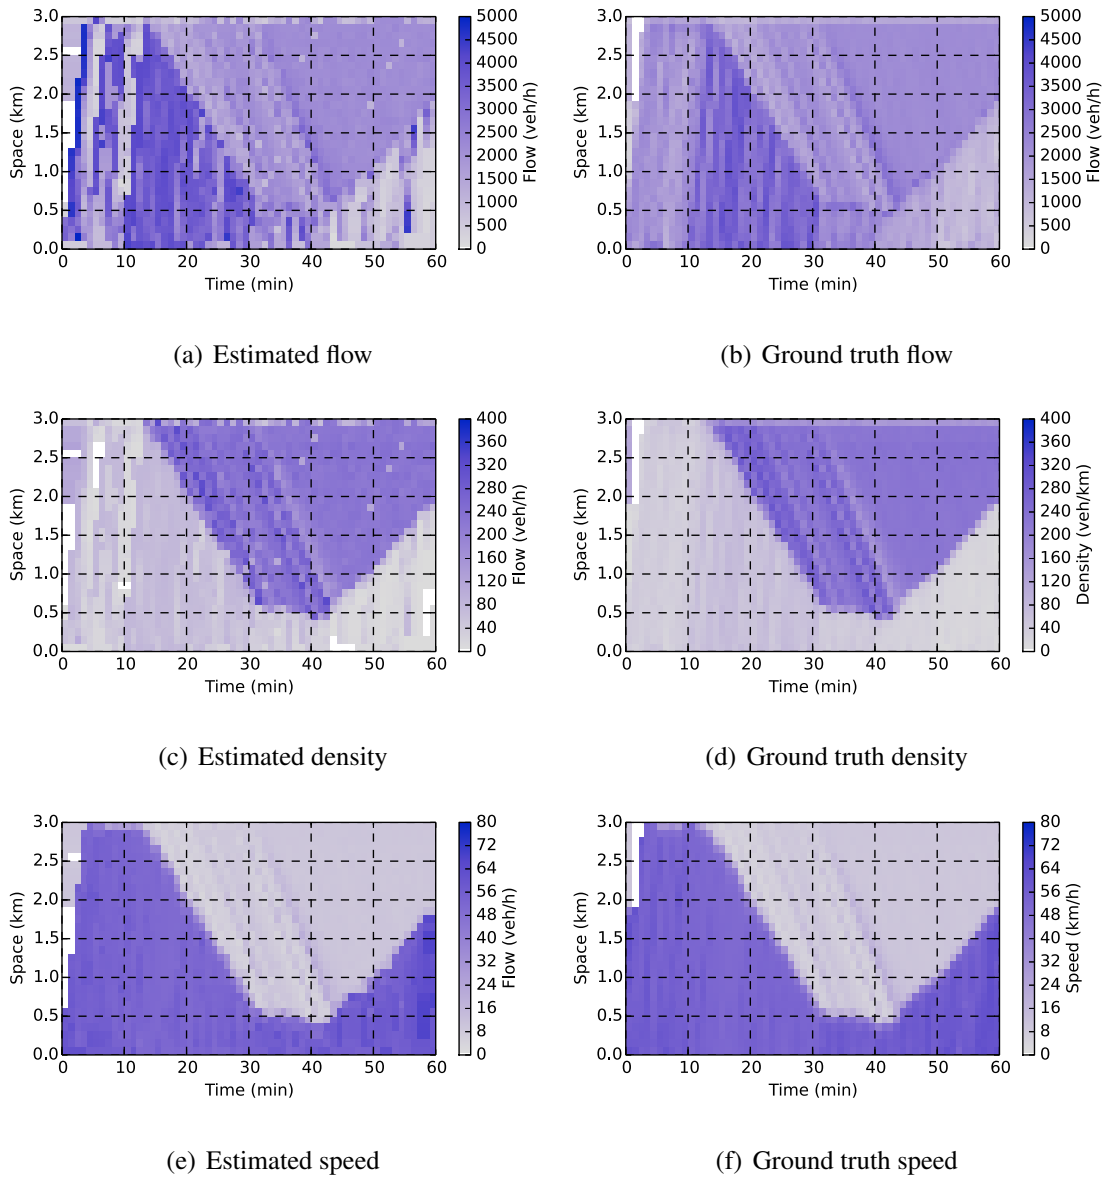 3.0 2.5 2.0 1.5 1.0 0.5 0.0
Space (km)
0 10 20 30 40 50 60
Time (min)
5000 4500 4000 3500 3000 2500 2000 1500 1000 500 0
Flow (veh/h)
3.0 2.5 2.0 1.5 1.0 0.5 0.0
Space (km)
0 10 20 30 40 50 60
Time (min)
5000 4500 4000 3500 3000 2500 2000 1500 1000 500 0
Flow (veh/h)
(a) Estimated flow
(b) Ground truth flow
3.0 2.5 2.0 1.5 1.0 0.5 0.0
Space (km)
0 10 20 30 40 50 60
Time (min)
400 360 320 280 240 200 160 120 80 40 0
Flow (veh/h)
3.0 2.5 2.0 1.5 1.0 0.5 0.0
Space (km)
0 10 20 30 40 50 60
Time (min)
400 360 320 280 240 200 160 120 80 40 0
Density (veh/km)
(c) Estimated density
(d) Ground truth density
3.0 2.5 2.0 1.5 1.0 0.5 0.0
Space (km)
0 10 20 30 40 50 60
Time (min)
80 72 64 56 48 40 32 24 16 8 0
Flow (veh/h)
3.0 2.5 2.0 1.5 1.0 0.5 0.0
Space (km)
0 10 20 30 40 50 60
Time (min)
80 72 64 56 48 40 32 24 16 8 0
Speed (km/h)
(e) Estimated speed
(f) Ground truth speed